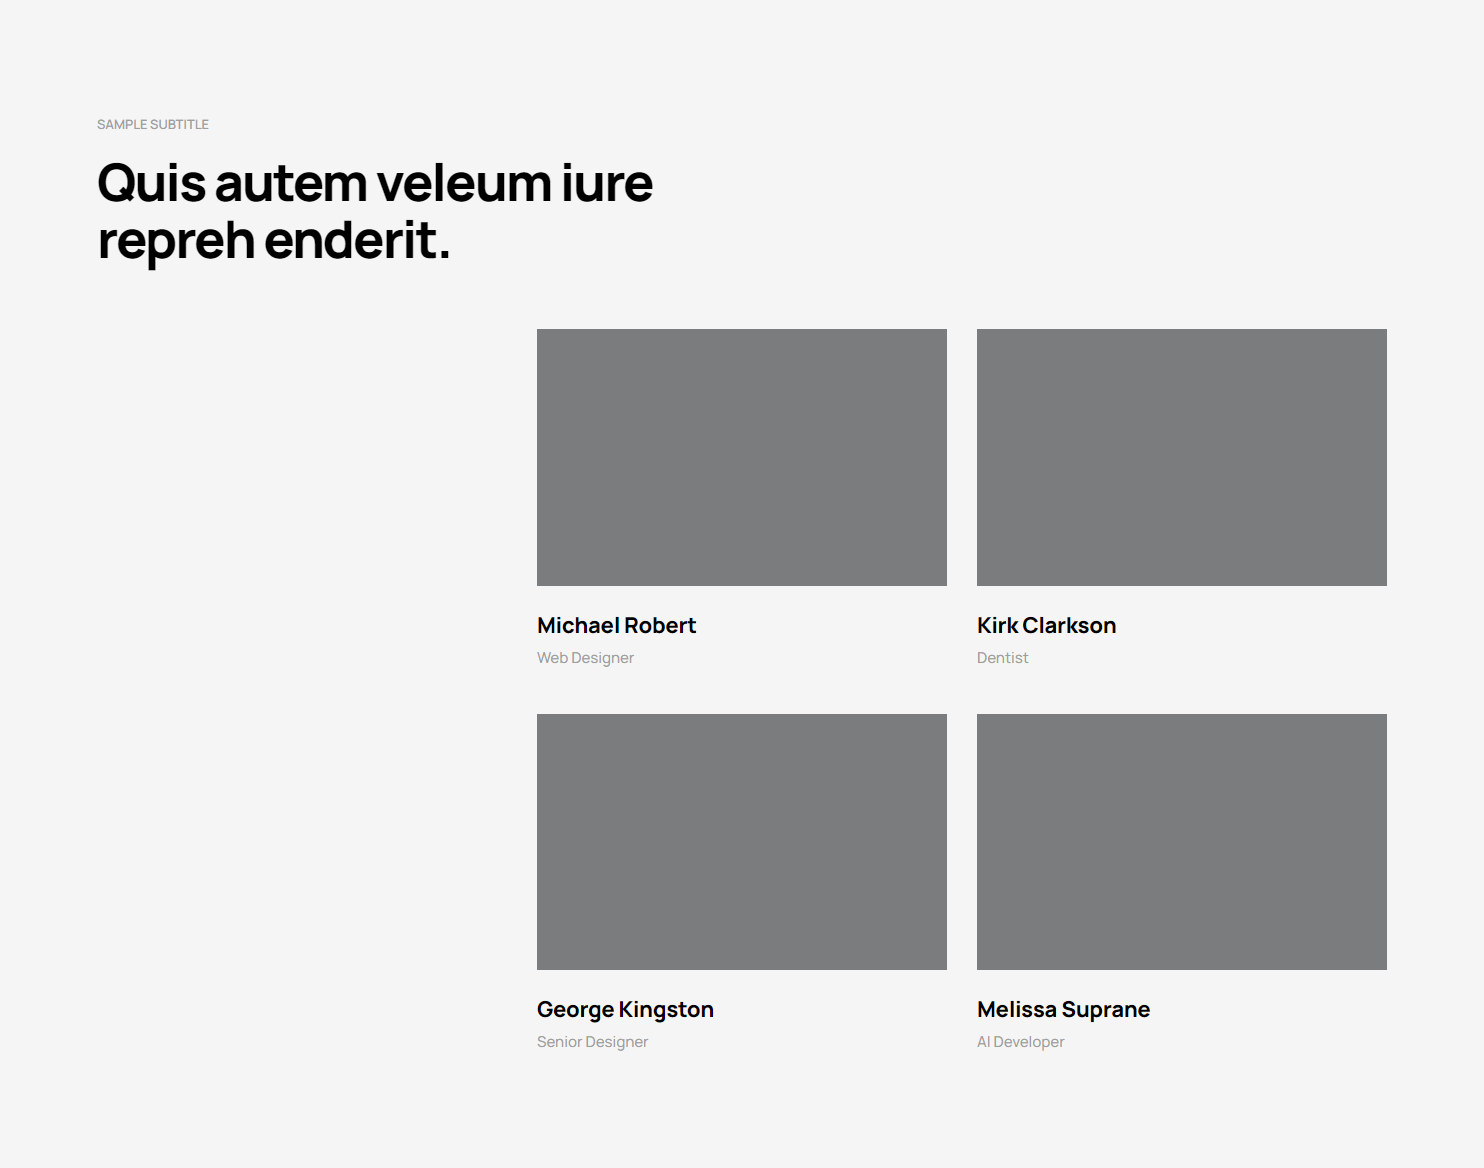 SAMPLE SUBTITLE
Quis autem veleum iure
repreh enderit.
Michael Robert
Web Designer
Kirk Clarkson
Dentist
George Kingston
Senior Designer
Melissa Suprane
AI Developer